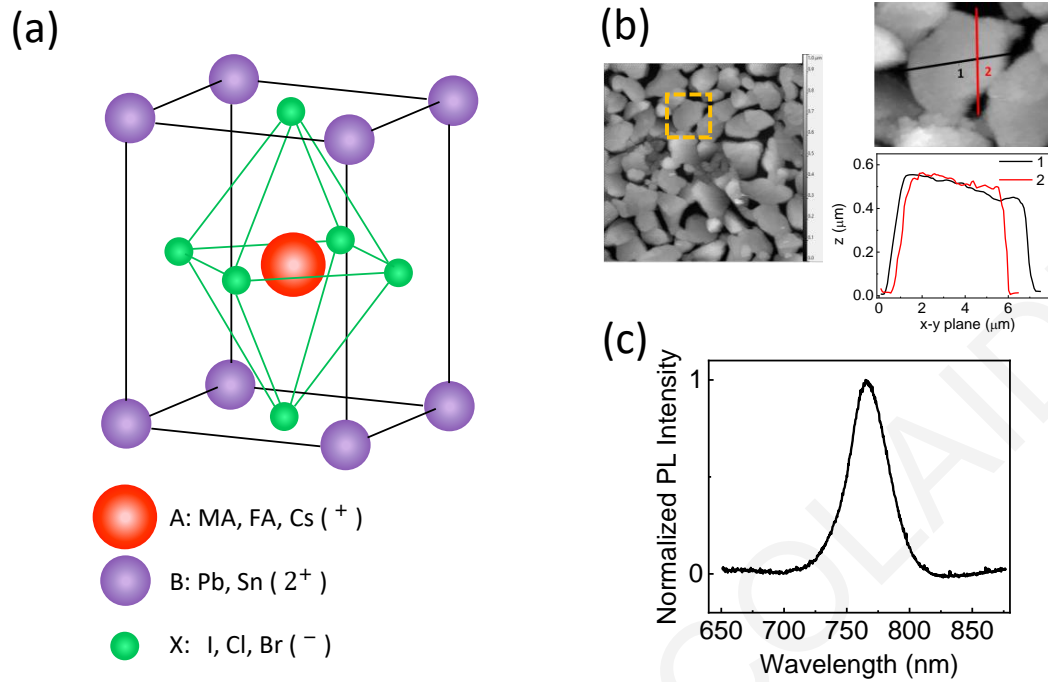 (a)
A: MA, FA, Cs ( ⁺ )
B: Pb, Sn ( 2⁺ )
X: I, Cl, Br ( ⁻ )
(b)
1
2
z (μm)
0.6
0.4
0.2
0.0
0 2 4 6
x-y plane (μm)
1
2
(c)
Normalized PL Intensity
1
0
650 700 750 800 850
Wavelength (nm)
COLAID